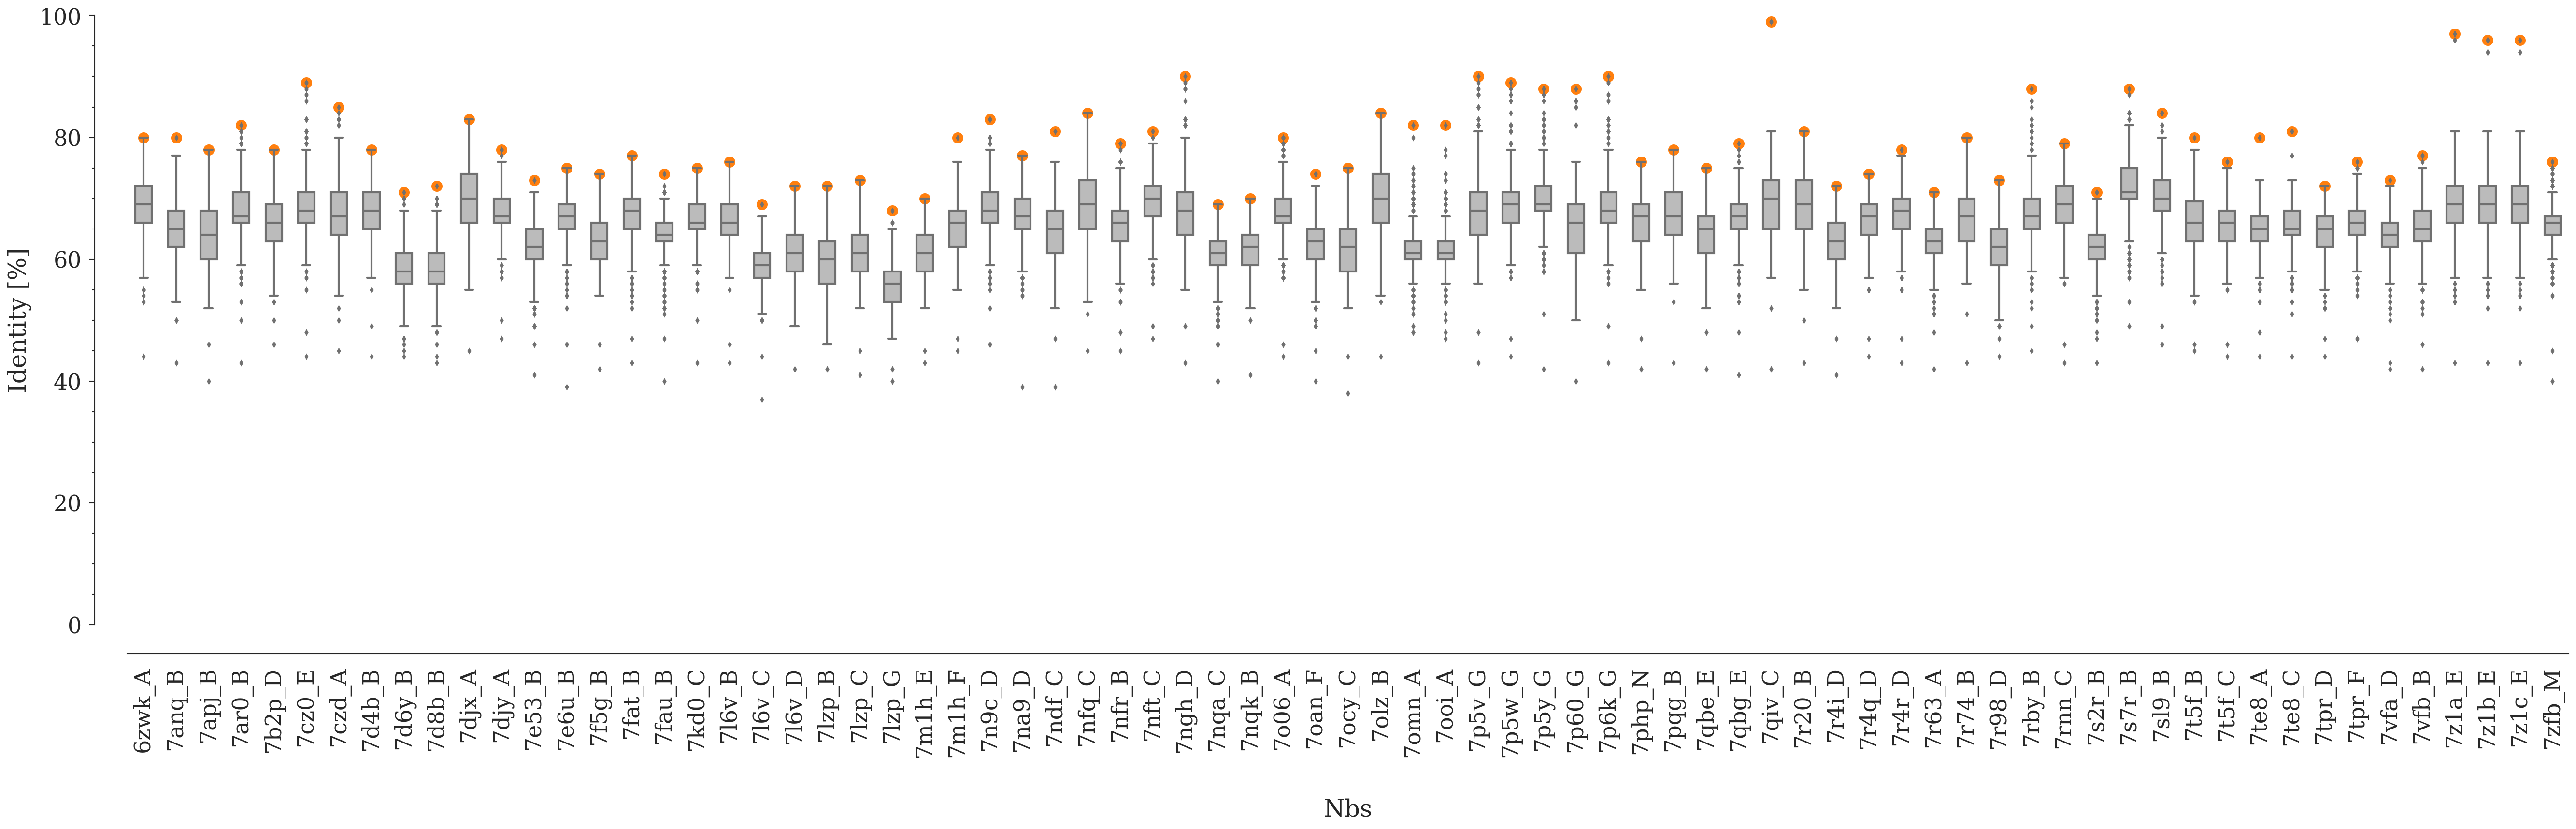 100
80
60
40
20
0
Identity [%]
6zwk_A
7anq_B
7apj_B
7ar0_B
7b2p_D
7cz0_E
7czd_A
7d4b_B
7d6y_B
7d8b_B
7djx_A
7djy_A
7e53_B
7e6u_B
7f5g_B
7fat_B
7fau_B
7kd0_C
7l6v_B
7l6v_C
7l6v_D
7lzp_B
7lzp_C
7lzp_G
7m1h_E
7m1h_F
7n9c_D
7na9_D
7ndf_C
7nfq_C
7nfr_B
7nft_C
7ngh_D
7nqa_C
7nqk_B
7o06_A
7oan_F
7ocy_C
7olz_B
7omn_A
7ooi_A
7p5v_G
7p5w_G
7p5y_G
7p60_G
7p6k_G
7php_N
7pqg_B
7qbe_E
7qbg_E
7qiv_C
7r20_B
7r4i_D
7r4q_D
7r4r_D
7r63_A
7r74_B
7r98_D
7rby_B
7rnn_C
7s2r_B
7s7r_B
7sl9_B
7t5f_B
7t5f_C
7te8_A
7te8_C
7tpr_D
7tpr_F
7vfa_D
7vfb_B
7z1a_E
7z1b_E
7z1c_E
7zfb_M
Nbs